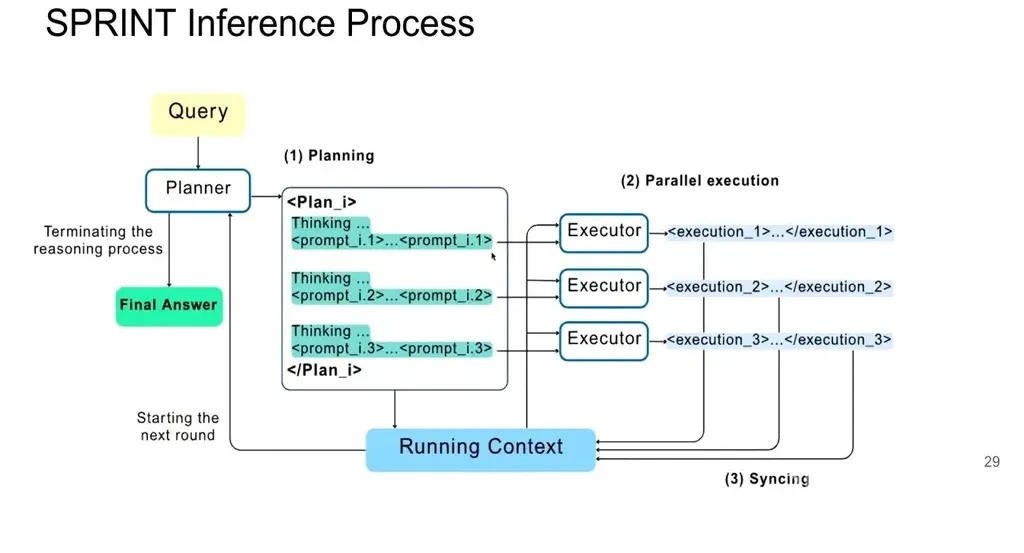 SPRINT Inference Process
Query
Planner
Terminating the
reasoning process
Final Answer
(1) Planning
<Plan_i>
Thinking ...
<prompt_i.1>...<prompt_i.1>
Thinking ...
<prompt_i.2>...<prompt_i.2>
Thinking ...
<prompt_i.3>...<prompt_i.3>
</Plan_i>
(2) Parallel execution
Executor
<execution_1>...</execution_1>
Executor
<execution_2>...</execution_2>
Executor
<execution_3>...</execution_3>
Starting the
next round
Running Context
(3) Syncing
29